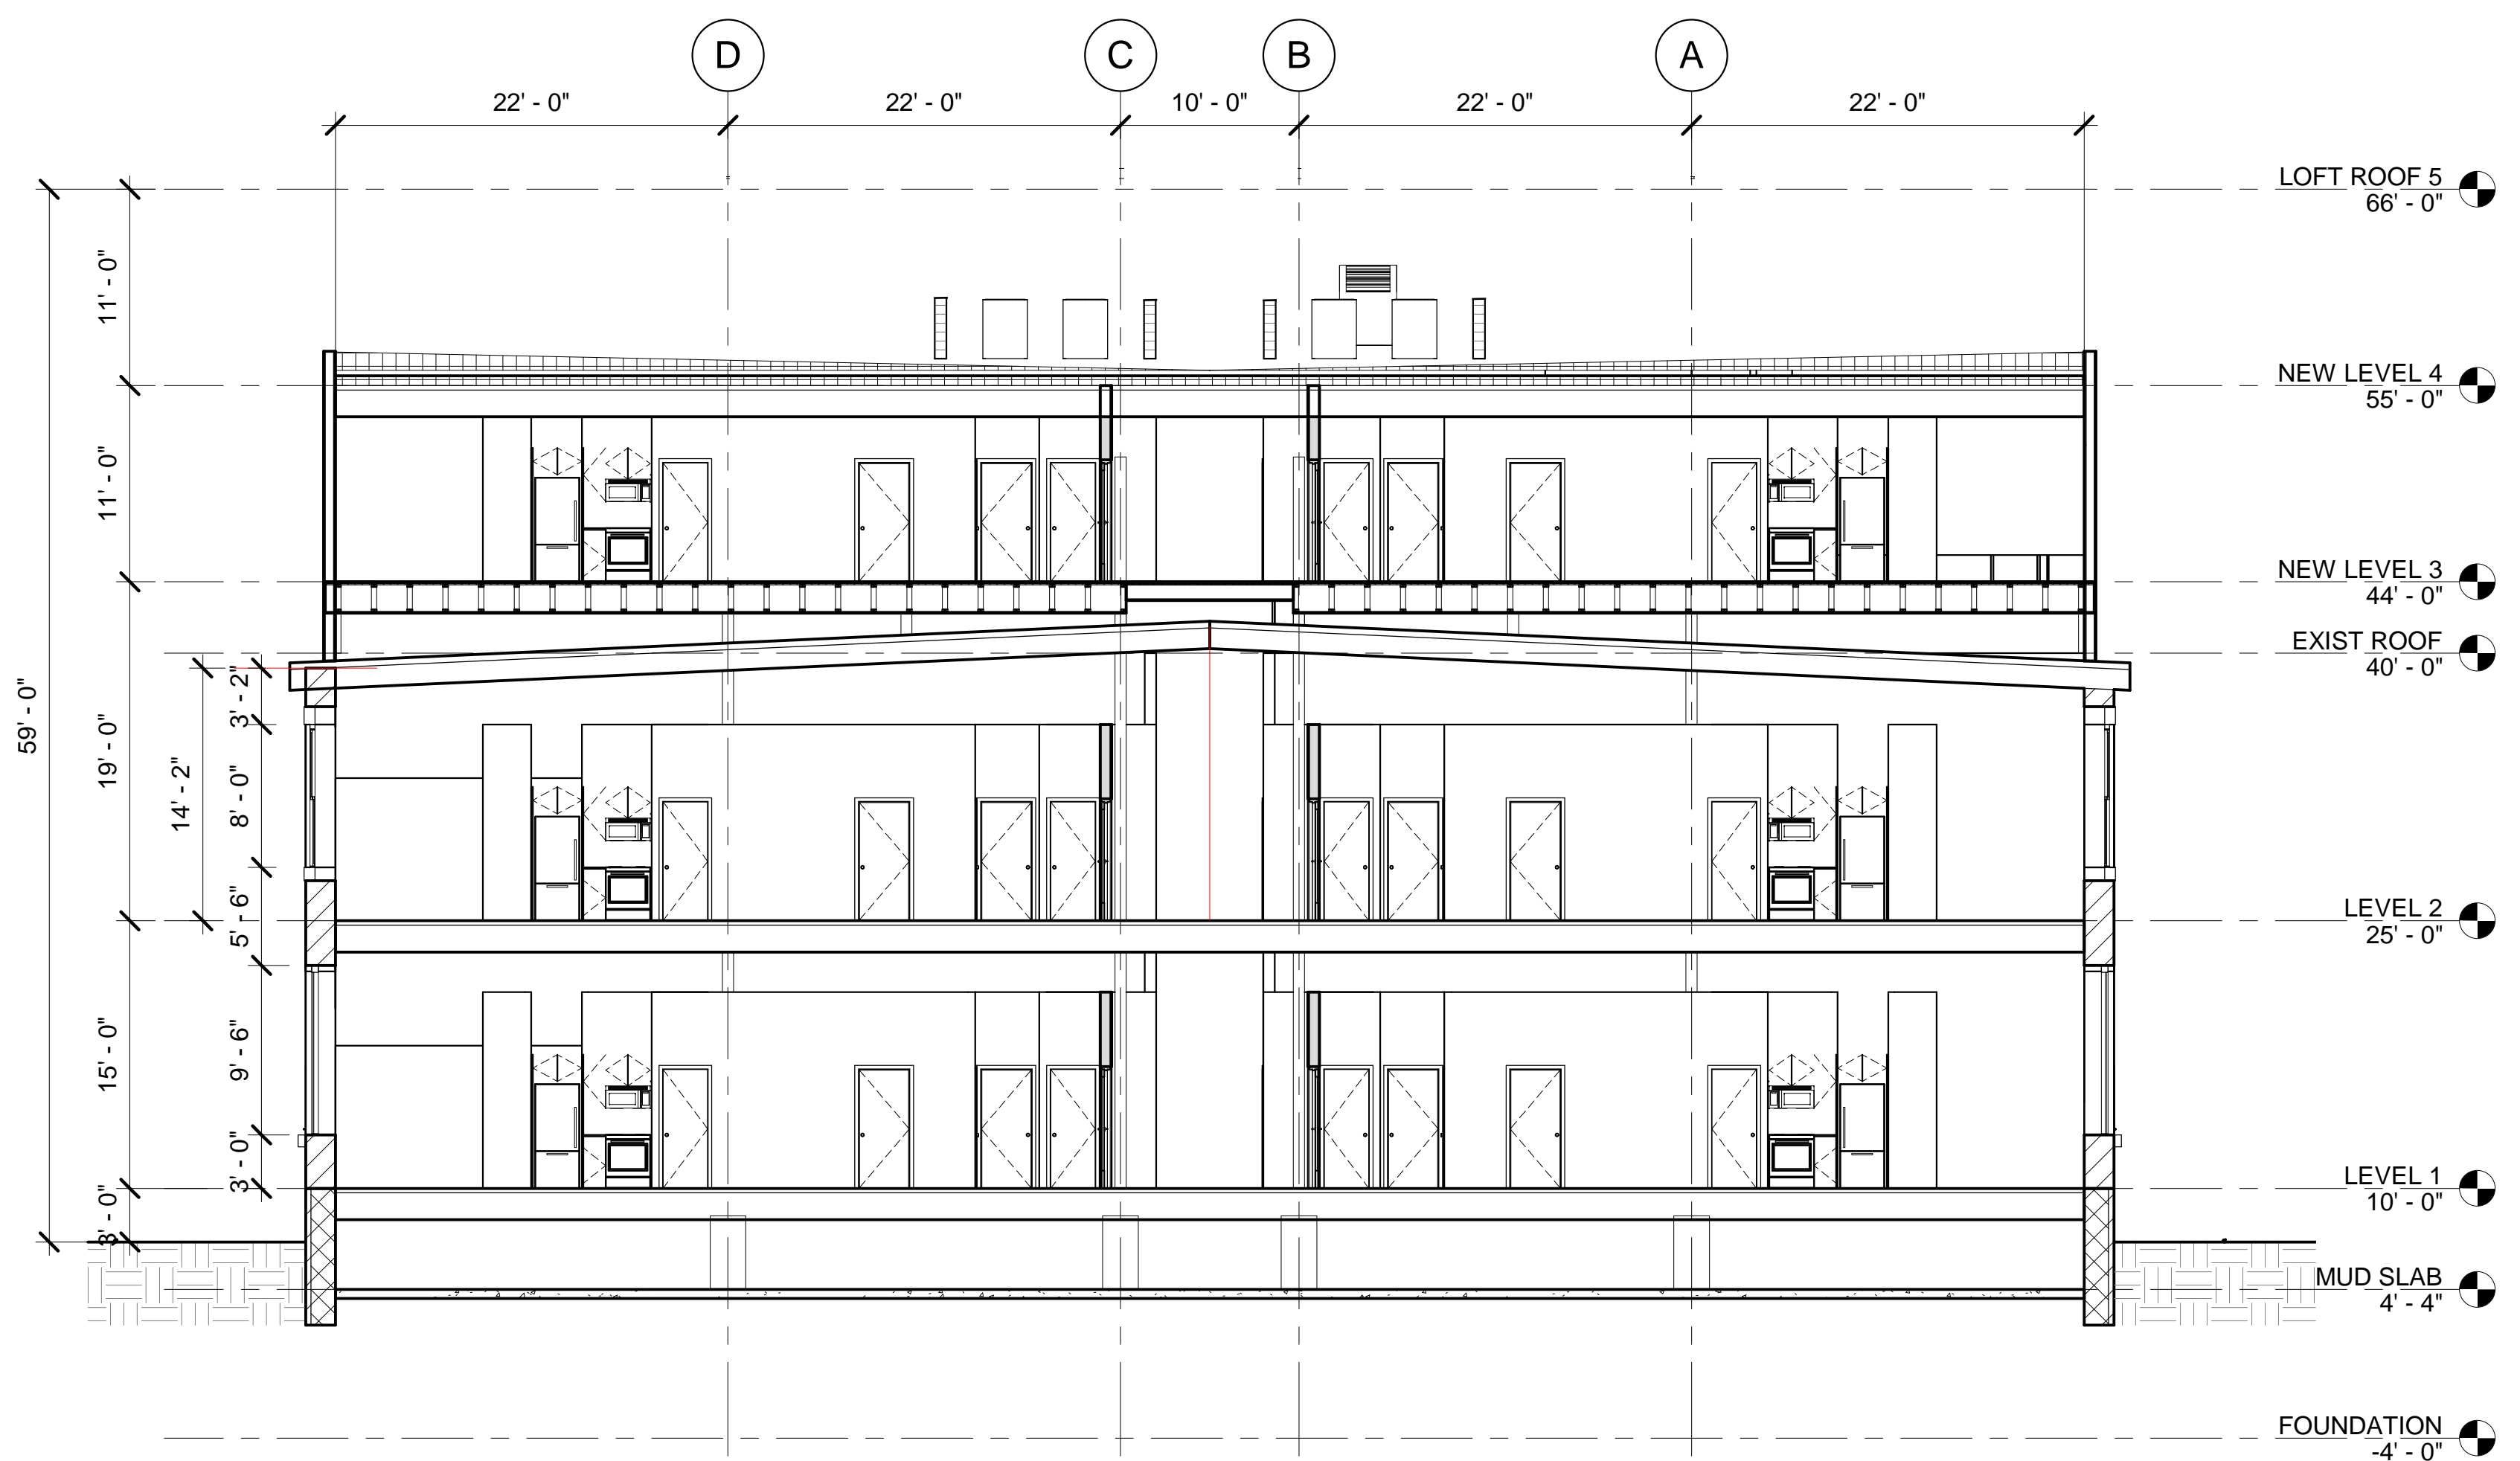 D
C
B
A
22' - 0"
22' - 0"
10' - 0"
22' - 0"
22' - 0"
LOFT ROOF 5
66' - 0"
NEW LEVEL 4
55' - 0"
NEW LEVEL 3
44' - 0"
EXIST ROOF
40' - 0"
LEVEL 2
25' - 0"
LEVEL 1
10' - 0"
MUD SLAB
4' - 4"
FOUNDATION
-4' - 0"
59' - 0"
11' - 0"
11' - 0"
19' - 0"
15' - 0"
3' - 0"
14' - 2"
3' - 2"
8' - 0"
5' - 6"
9' - 6"
3' - 0"